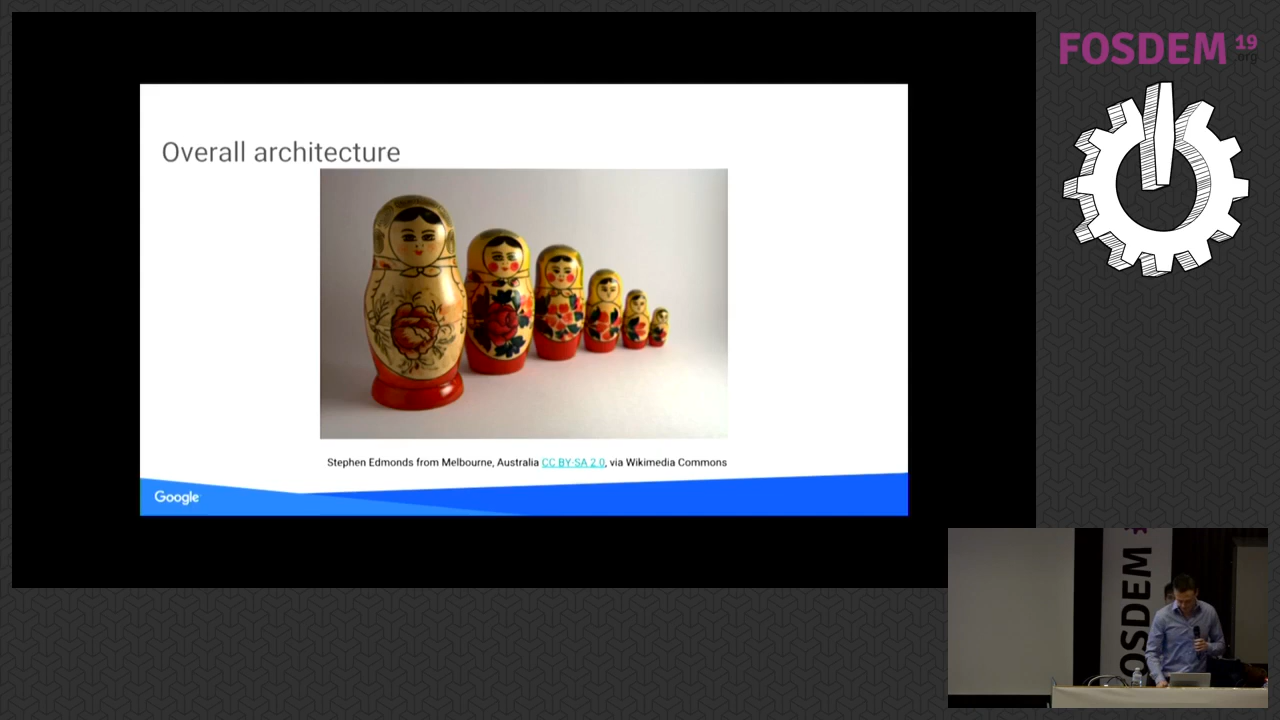 FOSDEM 19
.org
Overall architecture
Stephen Edmonds from Melbourne, Australia CC BY-SA 2.0, via Wikimedia Commons
Google
OSDEM